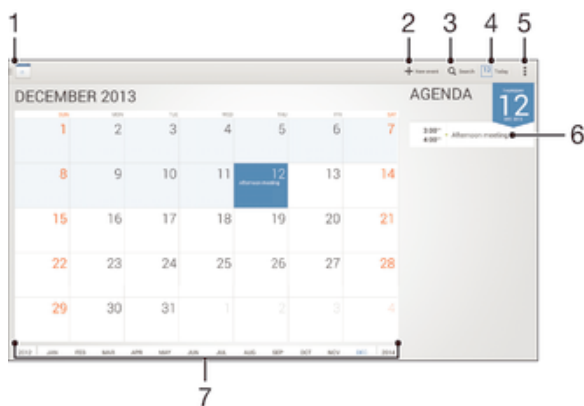 1 2 3 4 5
New event Search 12 Today
DECEMBER 2013 AGENDA
THURSDAY
12
DEC 2013
SUN MON TUE WED THU FRI SAT
1 2 3 4 5 6 7
3:00
4:00
Afternoon meeting
6
8 9 10 11 12 13 14
Afternoon meeting
15 16 17 18 19 20 21
22 23 24 25 26 27 28
29 30 31 1 2 3 4
2012 JAN FEB MAR APR MAY JUN JUL AUG SEP OCT NOV DEC 2014
7